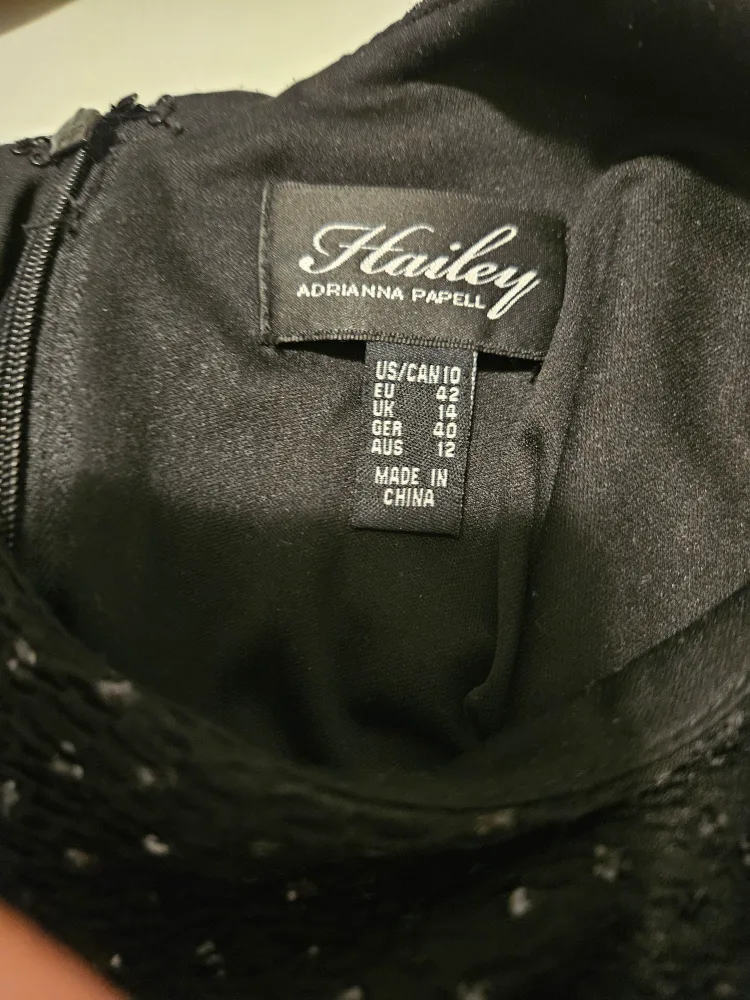 Hailey
ADRIANNA PAPELL
US/CAN 10
EU 42
UK 14
GER 40
AUS 12
MADE IN
CHINA